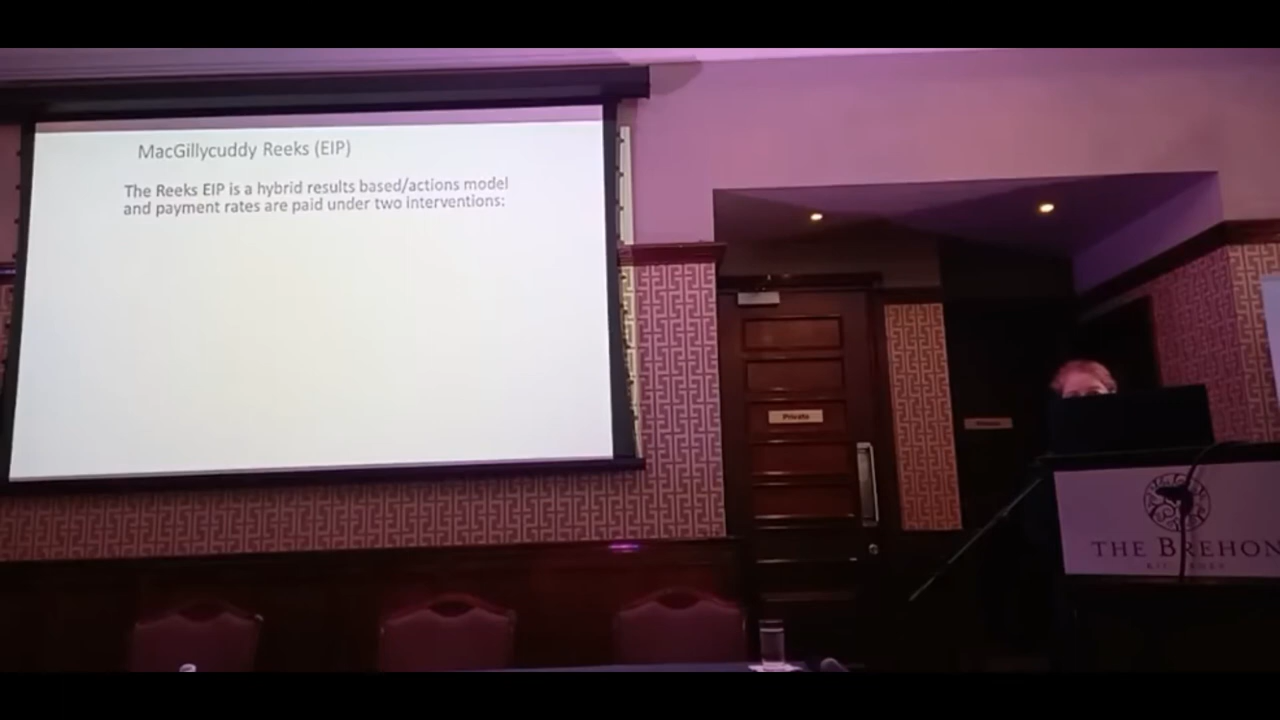 MacGillycuddy Reeks (EIP)
The Reeks EIP is a hybrid results based/actions model
and payment rates are paid under two interventions:
Private
THE BREHON